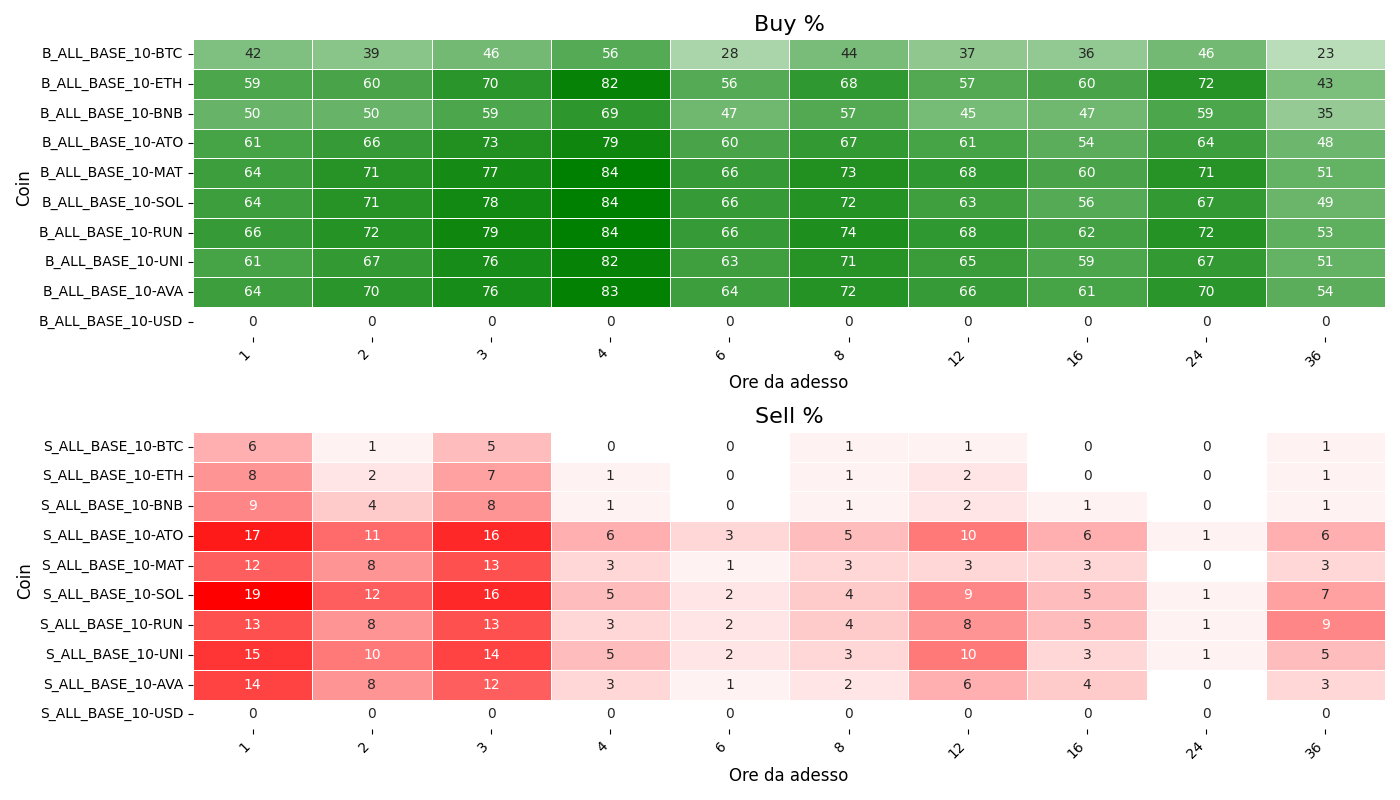 Buy %
Coin
B_ALL_BASE_10-BTC 42 39 46 56 28 44 37 36 46 23
B_ALL_BASE_10-ETH 59 60 70 82 56 68 57 60 72 43
B_ALL_BASE_10-BNB 50 50 59 69 47 57 45 47 59 35
B_ALL_BASE_10-ATO 61 66 73 79 60 67 61 54 64 48
B_ALL_BASE_10-MAT 64 71 77 84 66 73 68 60 71 51
B_ALL_BASE_10-SOL 64 71 78 84 66 72 63 56 67 49
B_ALL_BASE_10-RUN 66 72 79 84 66 74 68 62 72 53
B_ALL_BASE_10-UNI 61 67 76 82 63 71 65 59 67 51
B_ALL_BASE_10-AVA 64 70 76 83 64 72 66 61 70 54
B_ALL_BASE_10-USD 0 0 0 0 0 0 0 0 0 0
1 2 3 4 6 8 12 16 24 36
Ore da adesso
Sell %
Coin
S_ALL_BASE_10-BTC 6 1 5 0 0 1 1 0 0 1
S_ALL_BASE_10-ETH 8 2 7 1 0 1 2 0 0 1
S_ALL_BASE_10-BNB 9 4 8 1 0 1 2 1 0 1
S_ALL_BASE_10-ATO 17 11 16 6 3 5 10 6 1 6
S_ALL_BASE_10-MAT 12 8 13 3 1 3 3 3 0 3
S_ALL_BASE_10-SOL 19 12 16 5 2 4 9 5 1 7
S_ALL_BASE_10-RUN 13 8 13 3 2 4 8 5 1 9
S_ALL_BASE_10-UNI 15 10 14 5 2 3 10 3 1 5
S_ALL_BASE_10-AVA 14 8 12 3 1 2 6 4 0 3
S_ALL_BASE_10-USD 0 0 0 0 0 0 0 0 0 0
1 2 3 4 6 8 12 16 24 36
Ore da adesso